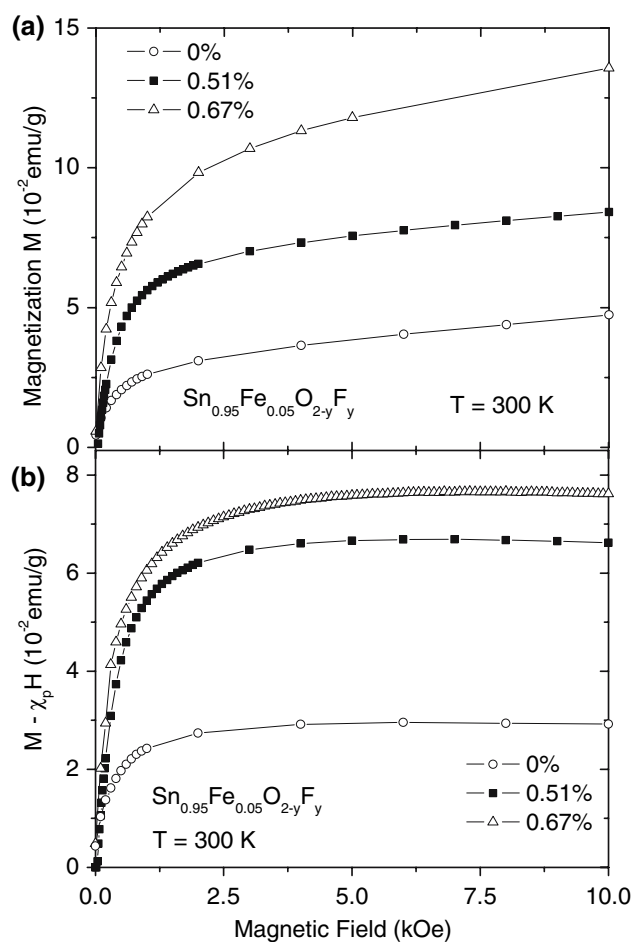 (a)
15
10
5
0
Magnetization M (10⁻² emu/g)
0%
0.51%
0.67%
Sn₀.₉₅Fe₀.₀₅O₂₋yFy
T = 300 K
(b)
8
6
4
2
0
M - χₚH (10⁻²emu/g)
0%
0.51%
0.67%
Sn₀.₉₅Fe₀.₀₅O₂₋yFy
T = 300 K
0.0 2.5 5.0 7.5 10.0
Magnetic Field (kOe)